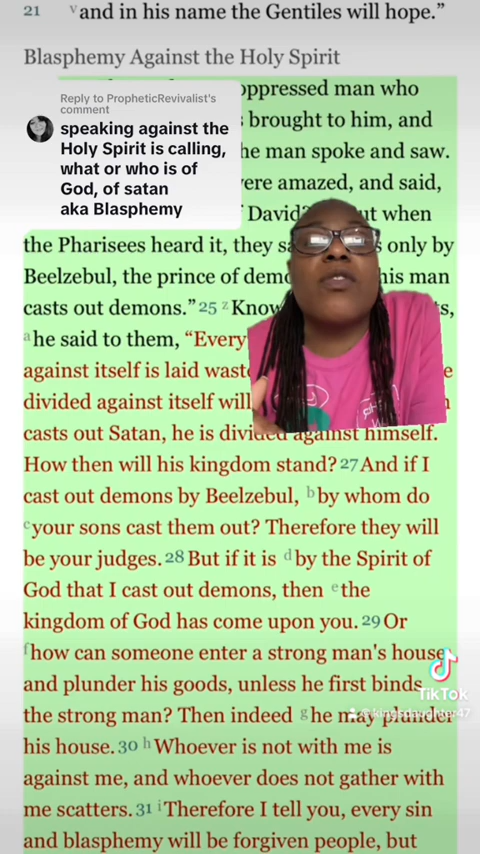 21 v and in his name the Gentiles will hope.”
Blasphemy Against the Holy Spirit
oppressed man who
Reply to PropheticRevivalist's
comment
speaking against the
Holy Spirit is calling,
what or who is of
God, of satan
aka Blasphemy
brought to him, and
he man spoke and saw.
ere amazed, and said,
David? ut when
the Pharisees heard it, they s s only by
Beelzebul, the prince of demo his man
casts out demons.” 25 z Know s,
a he said to them, “Every
against itself is laid wast e
divided against itself will
casts out Satan, he is divided against himself.
How then will his kingdom stand? 27 And if I
cast out demons by Beelzebul, b by whom do
c your sons cast them out? Therefore they will
be your judges. 28 But if it is d by the Spirit of
God that I cast out demons, then e the
kingdom of God has come upon you. 29 Or
f how can someone enter a strong man's house
and plunder his goods, unless he first binds
TikTok
the strong man? Then indeed g he may plunder
@kingsdaughter47
his house. 30 h Whoever is not with me is
against me, and whoever does not gather with
me scatters. 31 i Therefore I tell you, every sin
and blasphemy will be forgiven people, but